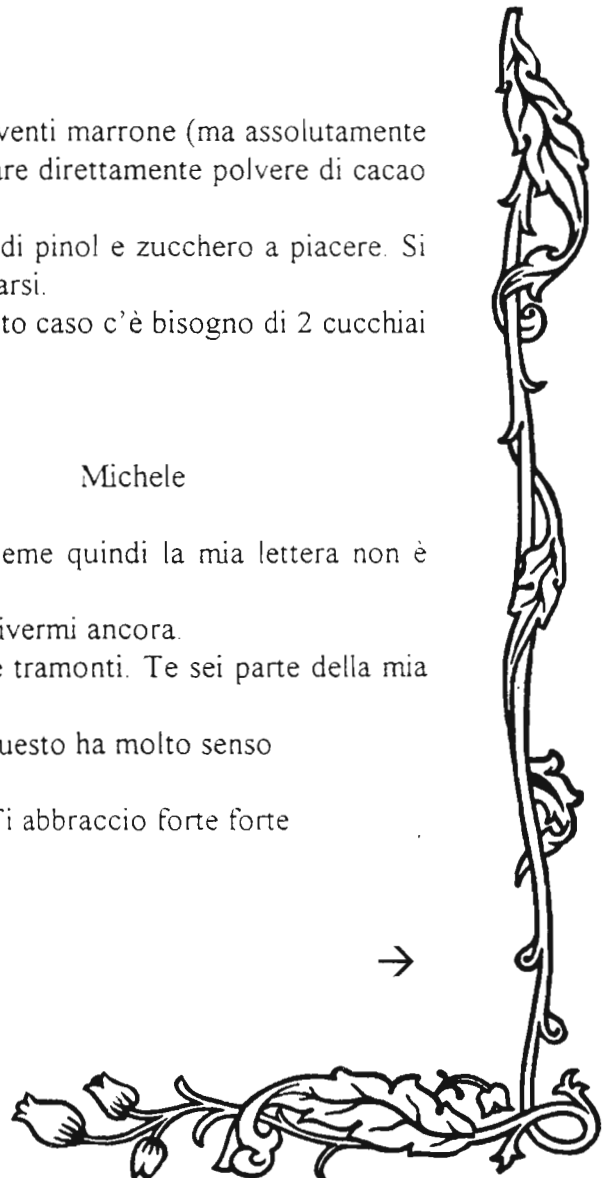 venti marrone (ma assolutamente
are direttamente polvere di cacao
di pinol e zucchero a piacere. Si
arsi.
to caso c'è bisogno di 2 cucchiai
Michele
eme quindi la mia lettera non è
ivermi ancora.
e tramonti. Te sei parte della mia
uesto ha molto senso
Ti abbraccio forte forte
→